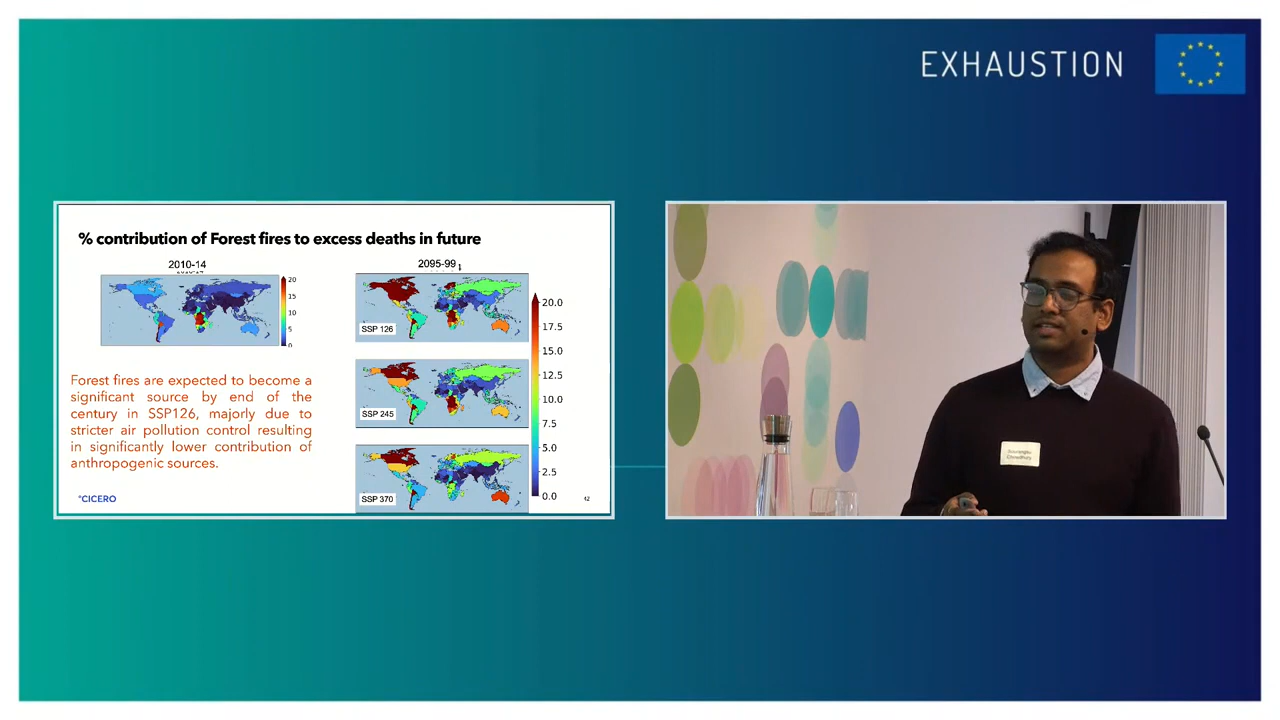 EXHAUSTION
% contribution of Forest fires to excess deaths in future
2010-14
20
15
10
5
0
Forest fires are expected to become a
significant source by end of the
century in SSP126, majorly due to
stricter air pollution control resulting
in significantly lower contribution of
anthropogenic sources.
°CICERO
2095-99
SSP 126
SSP 245
SSP 370
20.0
17.5
15.0
12.5
10.0
7.5
5.0
2.5
0.0
12
Chowdhury